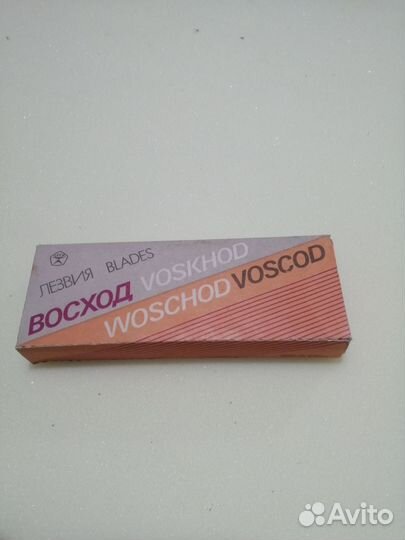 ЛЕЗВИЯ BLADES
ВОСХОД VOSKHOD
WOSCHOD VOSCOD
Avito